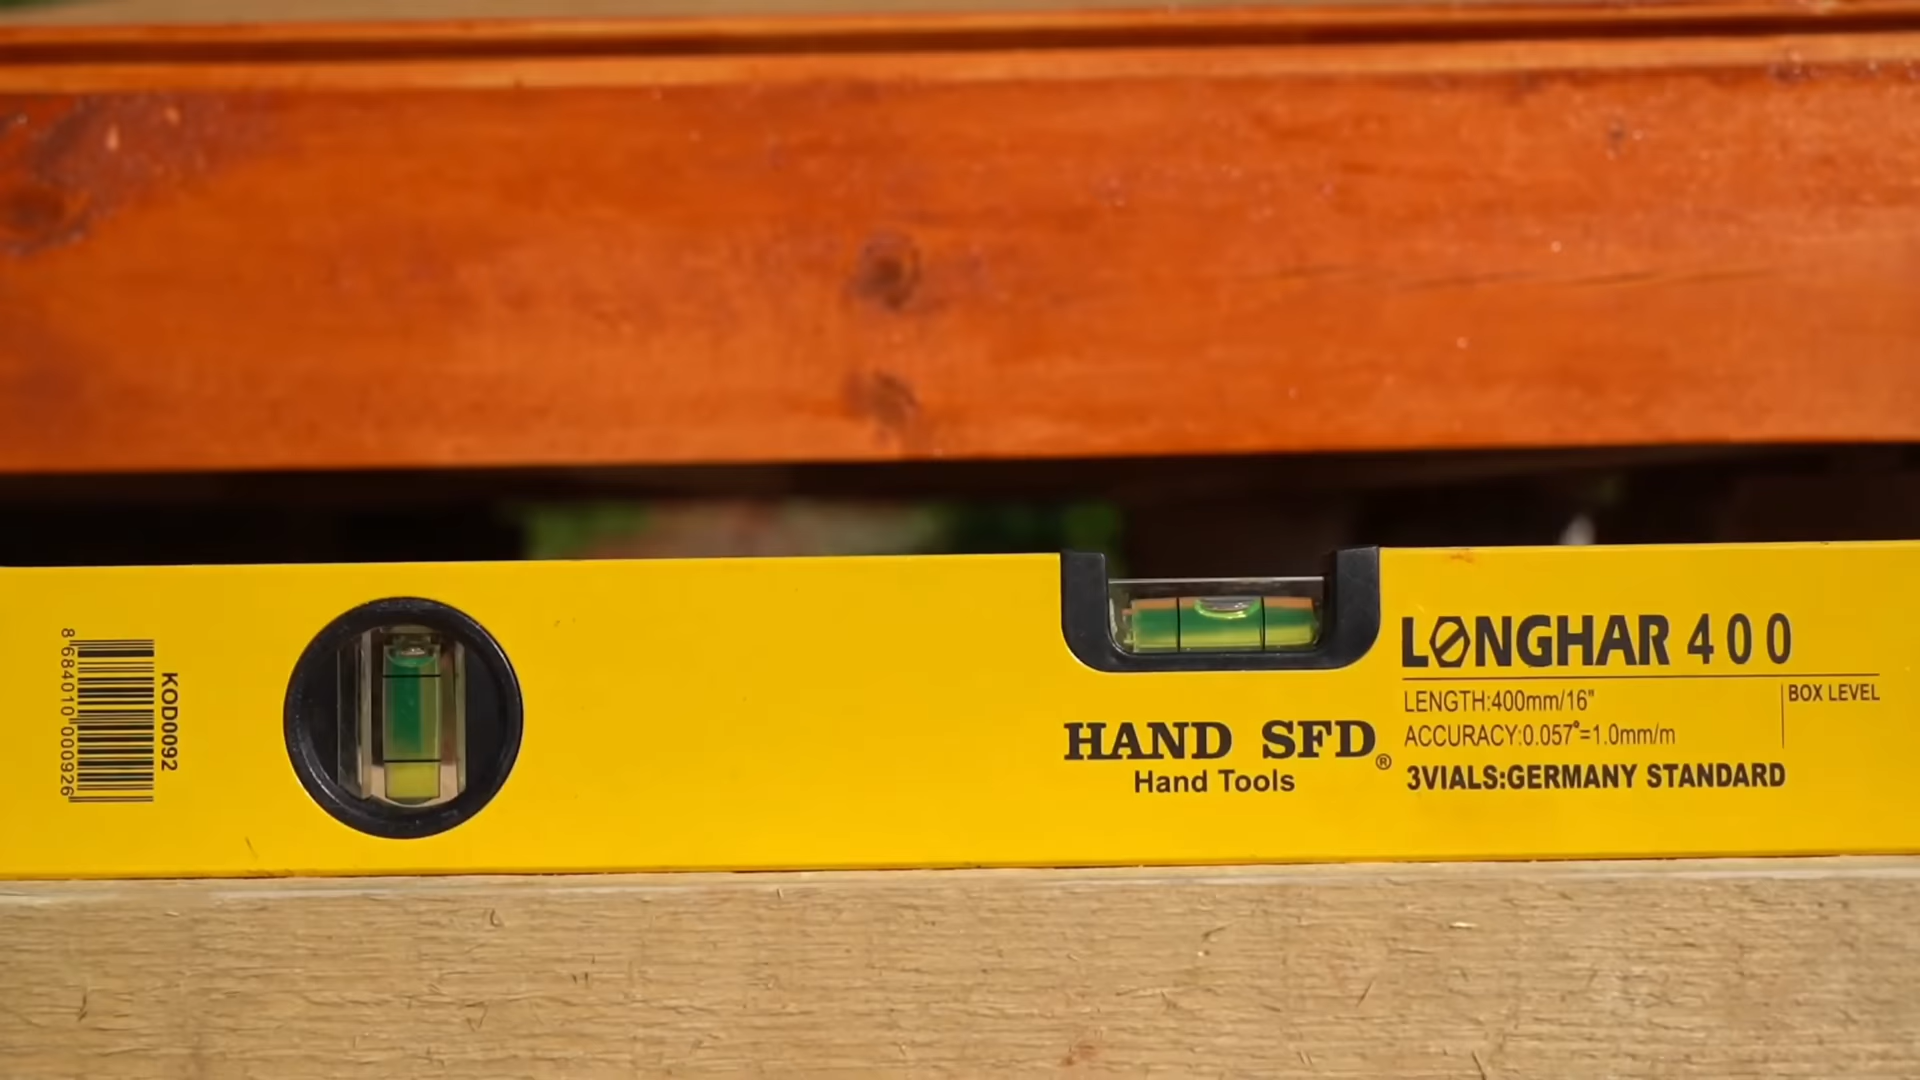 8 684010 000926
KOD0092
HAND SFD®
Hand Tools
LONGHAR 400
LENGTH:400mm/16"
BOX LEVEL
ACCURACY:0.057°=1.0mm/m
3VIALS:GERMANY STANDARD